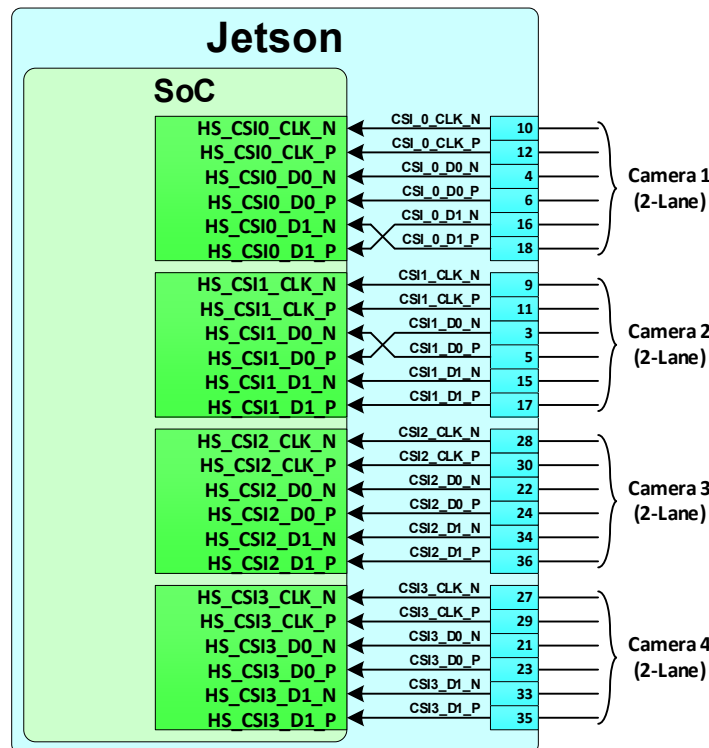 Jetson
SoC
HS_CSI0_CLK_N CSI_0_CLK_N 10
HS_CSI0_CLK_P CSI_0_CLK_P 12
HS_CSI0_D0_N CSI_0_D0_N 4
HS_CSI0_D0_P CSI_0_D0_P 6
HS_CSI0_D1_N CSI_0_D1_N 16
HS_CSI0_D1_P CSI_0_D1_P 18
Camera 1
(2-Lane)
HS_CSI1_CLK_N CSI1_CLK_N 9
HS_CSI1_CLK_P CSI1_CLK_P 11
HS_CSI1_D0_N CSI1_D0_N 3
HS_CSI1_D0_P CSI1_D0_P 5
HS_CSI1_D1_N CSI1_D1_N 15
HS_CSI1_D1_P CSI1_D1_P 17
Camera 2
(2-Lane)
HS_CSI2_CLK_N CSI2_CLK_N 28
HS_CSI2_CLK_P CSI2_CLK_P 30
HS_CSI2_D0_N CSI2_D0_N 22
HS_CSI2_D0_P CSI2_D0_P 24
HS_CSI2_D1_N CSI2_D1_N 34
HS_CSI2_D1_P CSI2_D1_P 36
Camera 3
(2-Lane)
HS_CSI3_CLK_N CSI3_CLK_N 27
HS_CSI3_CLK_P CSI3_CLK_P 29
HS_CSI3_D0_N CSI3_D0_N 21
HS_CSI3_D0_P CSI3_D0_P 23
HS_CSI3_D1_N CSI3_D1_N 33
HS_CSI3_D1_P CSI3_D1_P 35
Camera 4
(2-Lane)